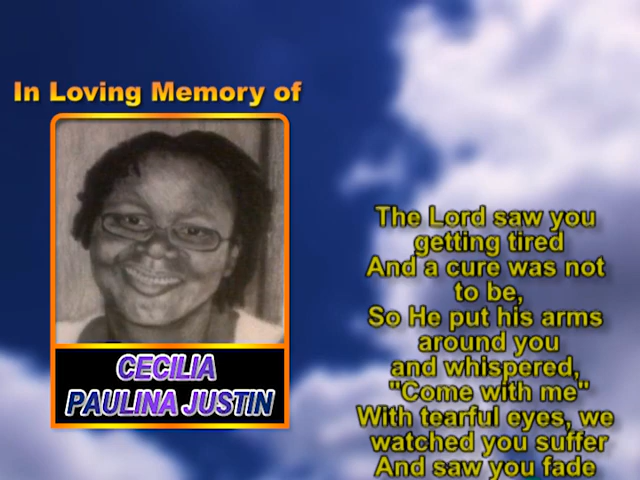 In Loving Memory of
CECILIA
PAULINA JUSTIN
The Lord saw you
getting tired
And a cure was not
to be,
So He put his arms
around you
and whispered,
"Come with me"
With tearful eyes, we
watched you suffer
And saw you fade